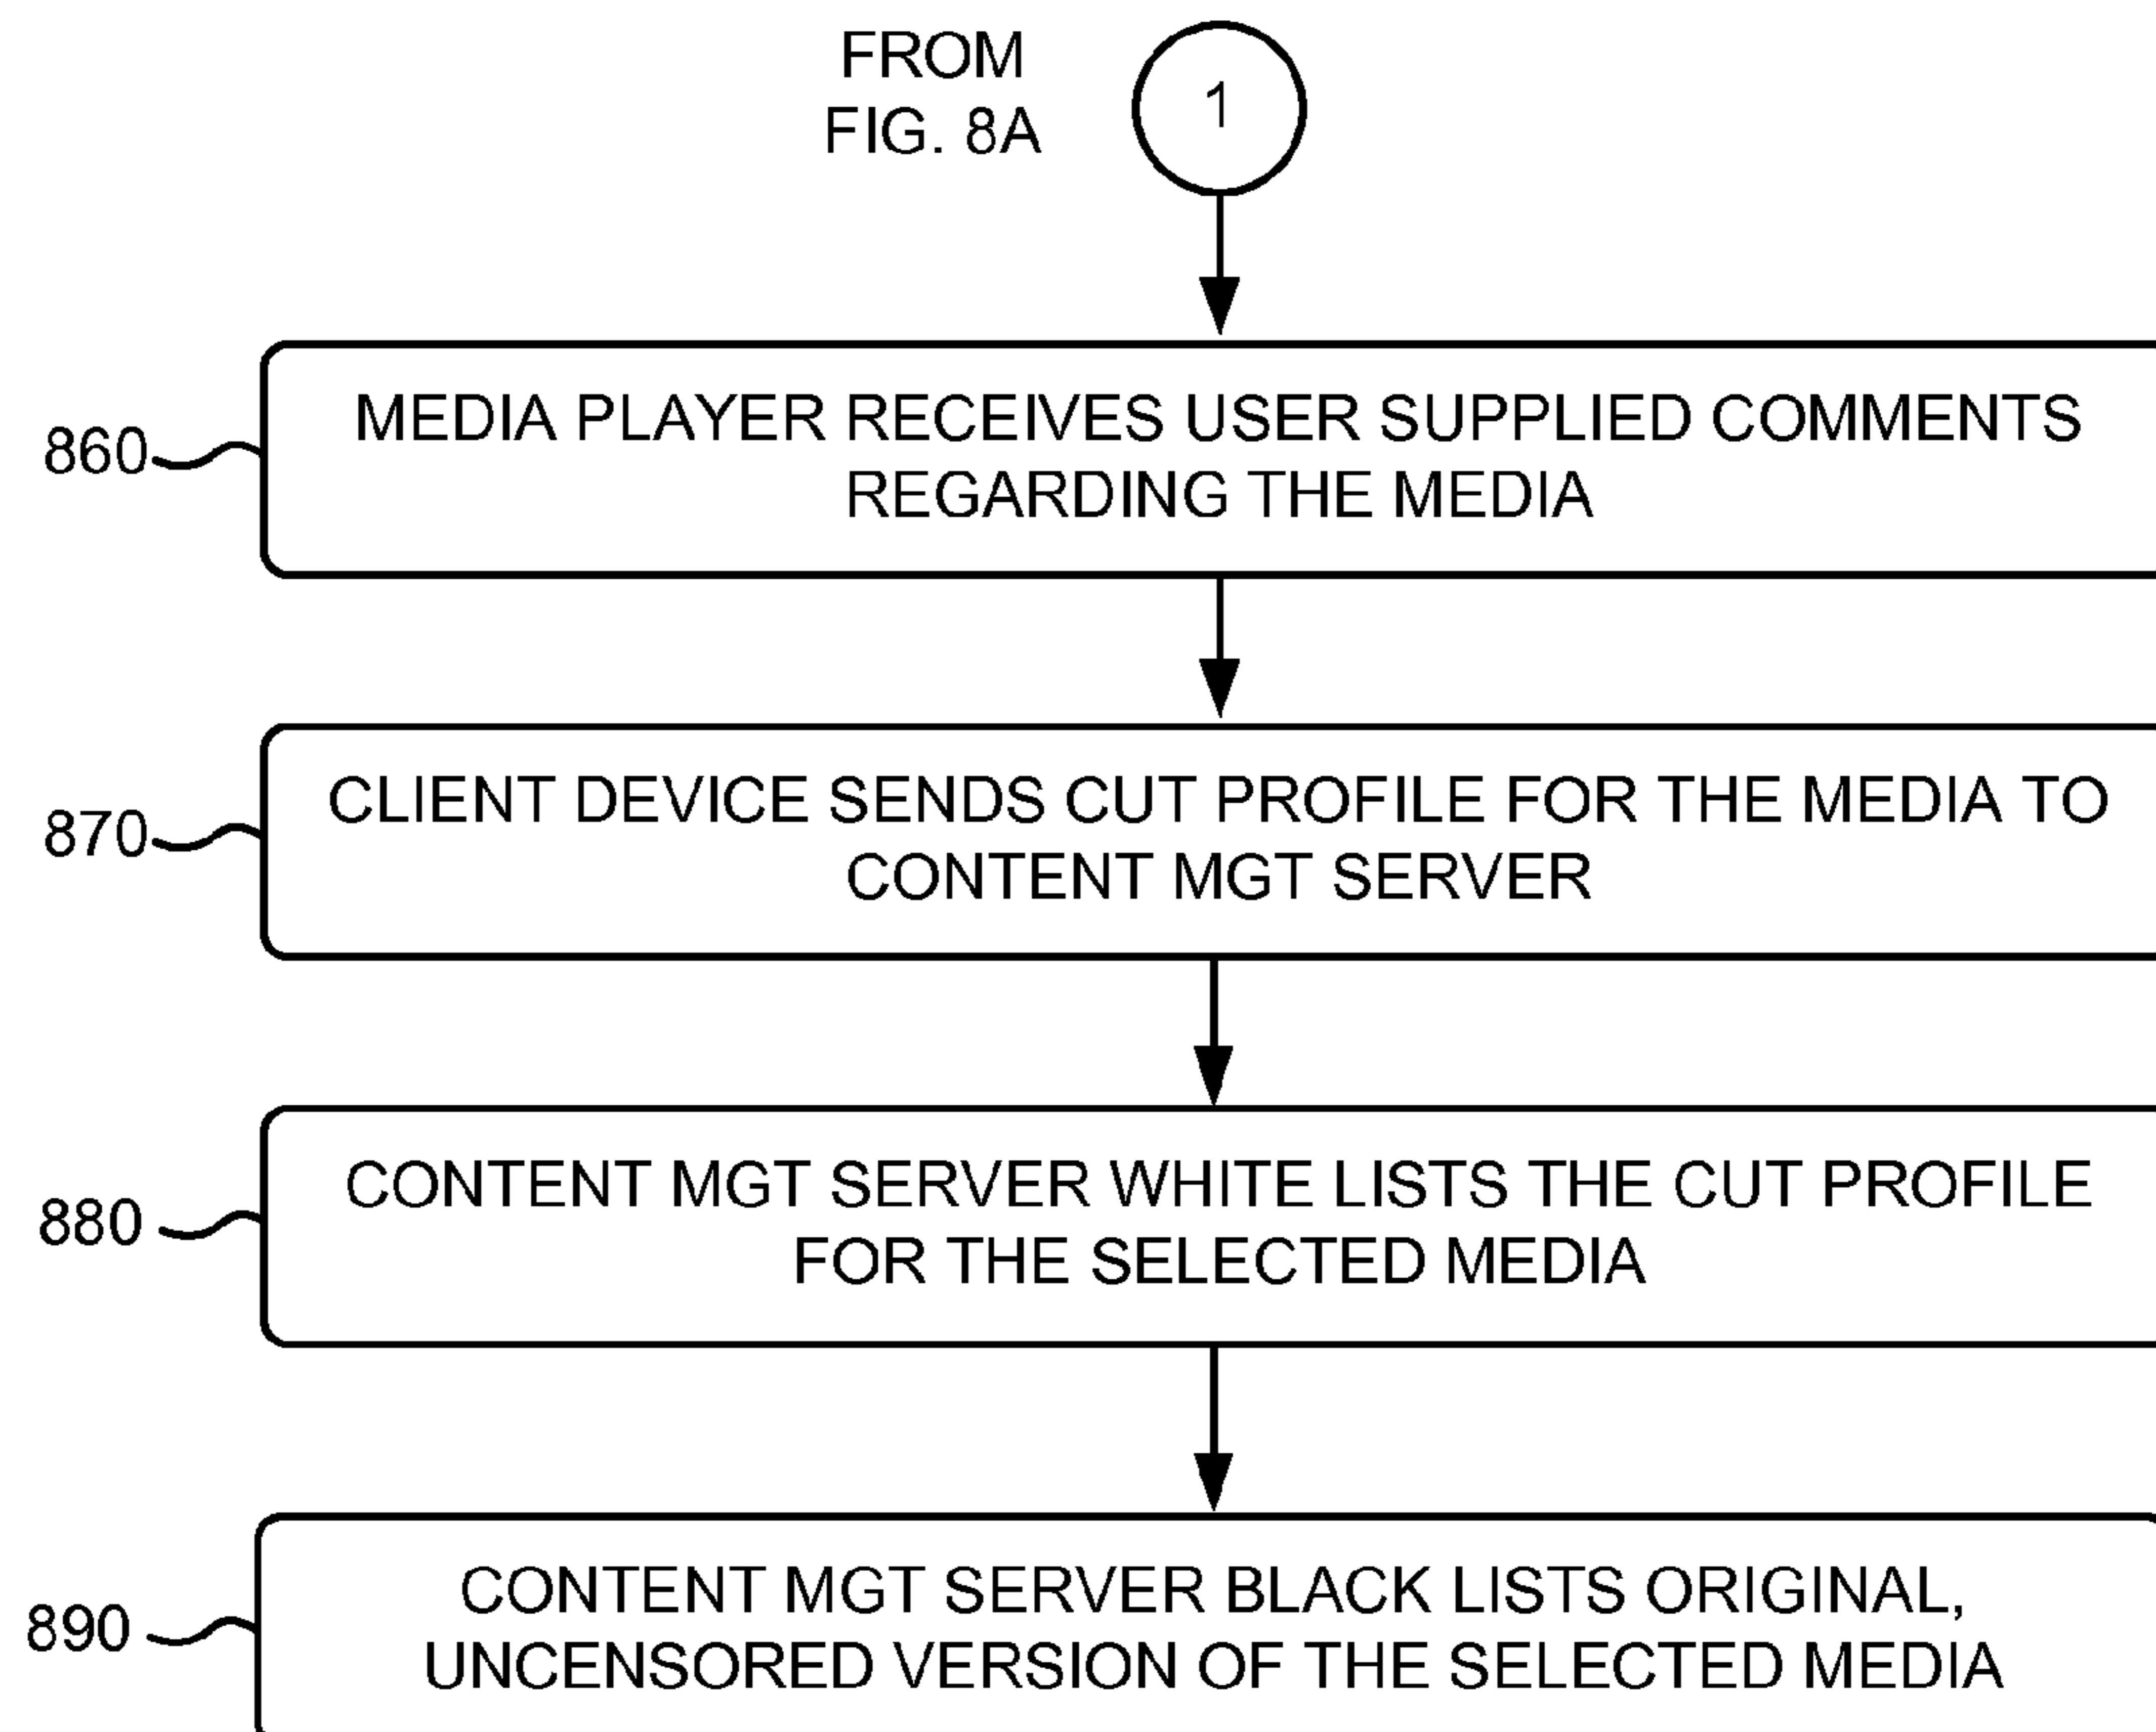 FROM
FIG. 8A
1
860
MEDIA PLAYER RECEIVES USER SUPPLIED COMMENTS
REGARDING THE MEDIA
870
CLIENT DEVICE SENDS CUT PROFILE FOR THE MEDIA TO
CONTENT MGT SERVER
880
CONTENT MGT SERVER WHITE LISTS THE CUT PROFILE
FOR THE SELECTED MEDIA
890
CONTENT MGT SERVER BLACK LISTS ORIGINAL,
UNCENSORED VERSION OF THE SELECTED MEDIA